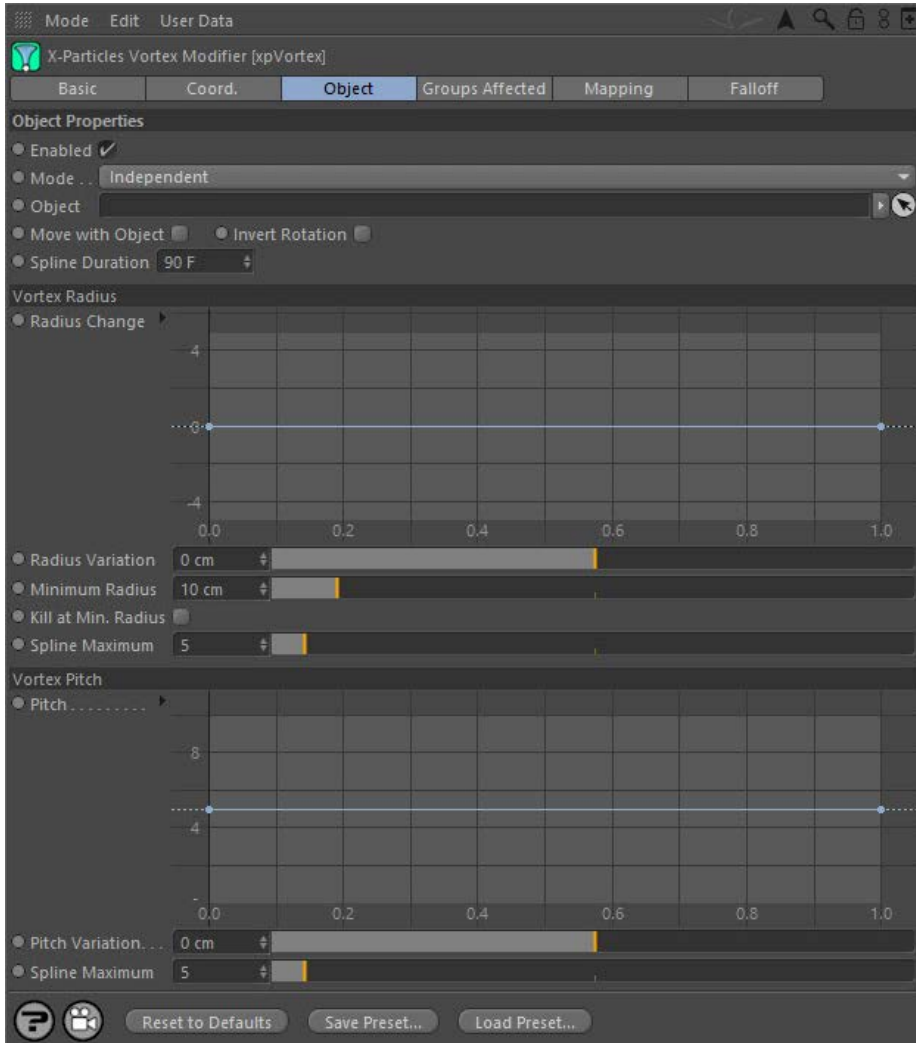 Mode Edit User Data
X-Particles Vortex Modifier [xpVortex]
Basic Coord. Object Groups Affected Mapping Falloff
Object Properties
Enabled
Mode . . Independent
Object
Move with Object Invert Rotation
Spline Duration 90 F
Vortex Radius
Radius Change
4
0
-4
0.0 0.2 0.4 0.6 0.8 1.0
Radius Variation 0 cm
Minimum Radius 10 cm
Kill at Min. Radius
Spline Maximum 5
Vortex Pitch
Pitch . . . . . . . . .
8
4
-
0.0 0.2 0.4 0.6 0.8 1.0
Pitch Variation. . . 0 cm
Spline Maximum 5
? Reset to Defaults Save Preset... Load Preset...